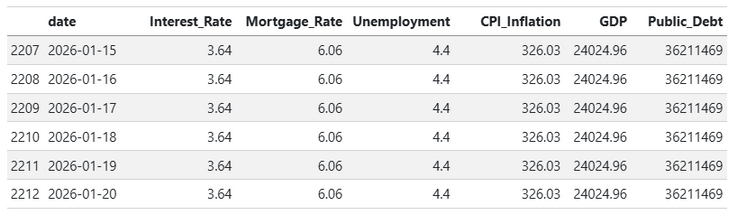 date Interest_Rate Mortgage_Rate Unemployment CPI_Inflation GDP Public_Debt
2207 2026-01-15 3.64 6.06 4.4 326.03 24024.96 36211469
2208 2026-01-16 3.64 6.06 4.4 326.03 24024.96 36211469
2209 2026-01-17 3.64 6.06 4.4 326.03 24024.96 36211469
2210 2026-01-18 3.64 6.06 4.4 326.03 24024.96 36211469
2211 2026-01-19 3.64 6.06 4.4 326.03 24024.96 36211469
2212 2026-01-20 3.64 6.06 4.4 326.03 24024.96 36211469